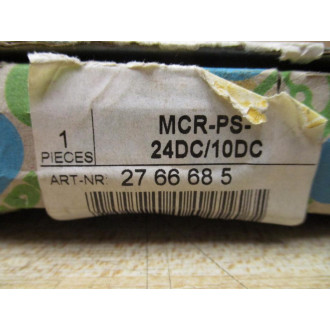 1
PIECES
MCR-PS-
24DC/10DC
ART-NR
27 66 68 5